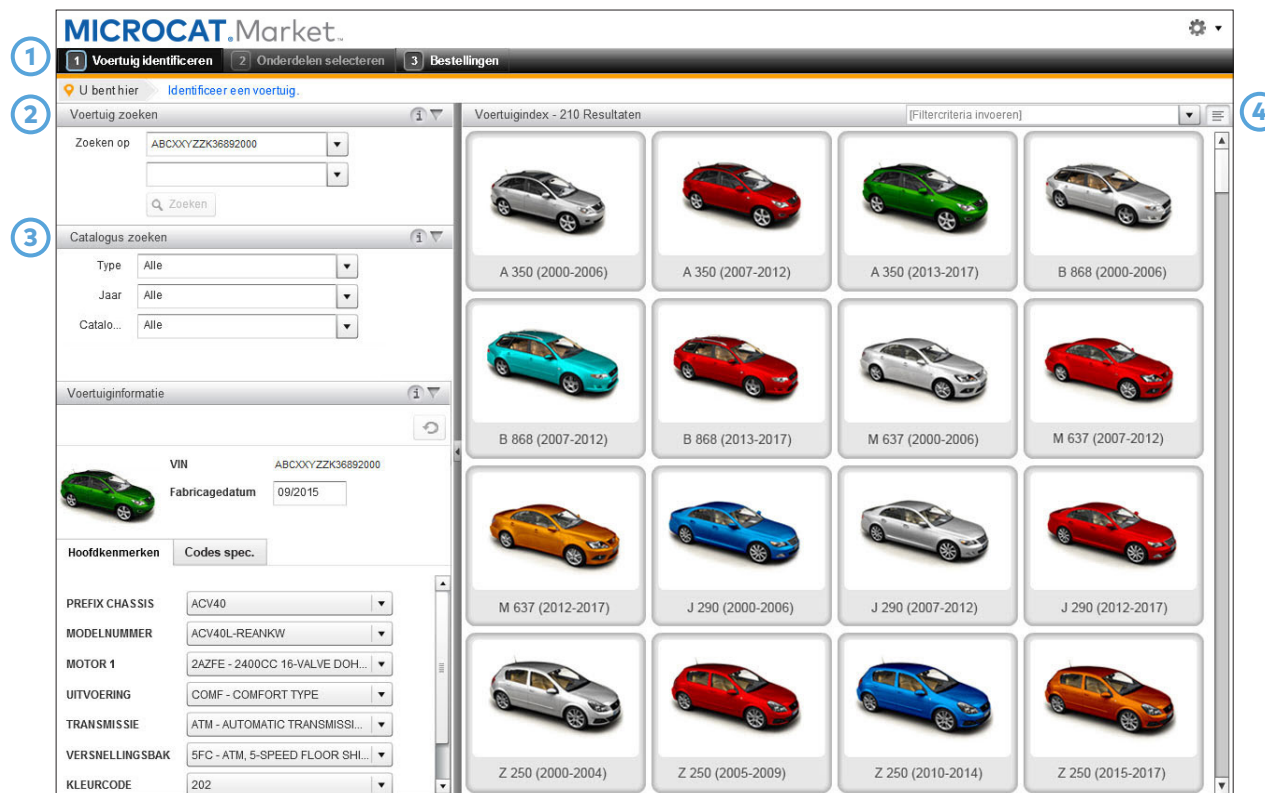 MICROCAT®Market™
1
1 Voertuig identificeren 2 Onderdelen selecteren 3 Bestellingen
U bent hier Identificeer een voertuig.
2
Voertuig zoeken
Zoeken op ABCXXYZZK36892000
Zoeken
3
Catalogus zoeken
Type Alle
Jaar Alle
Catalo... Alle
Voertuiginformatie
VIN ABCXXYZZK36892000
Fabricagedatum 09/2015
Hoofdkenmerken Codes spec.
PREFIX CHASSIS ACV40
MODELNUMMER ACV40L-REANKW
MOTOR 1 2AZFE - 2400CC 16-VALVE DOH...
UITVOERING COMF - COMFORT TYPE
TRANSMISSIE ATM - AUTOMATIC TRANSMISSI...
VERSNELLINGSBAK 5FC - ATM, 5-SPEED FLOOR SHI...
KLEURCODE 202
Voertuigindex - 210 Resultaten [Filtercriteria invoeren]
4
A 350 (2000-2006) A 350 (2007-2012) A 350 (2013-2017) B 868 (2000-2006)
B 868 (2007-2012) B 868 (2013-2017) M 637 (2000-2006) M 637 (2007-2012)
M 637 (2012-2017) J 290 (2000-2006) J 290 (2007-2012) J 290 (2012-2017)
Z 250 (2000-2004) Z 250 (2005-2009) Z 250 (2010-2014) Z 250 (2015-2017)